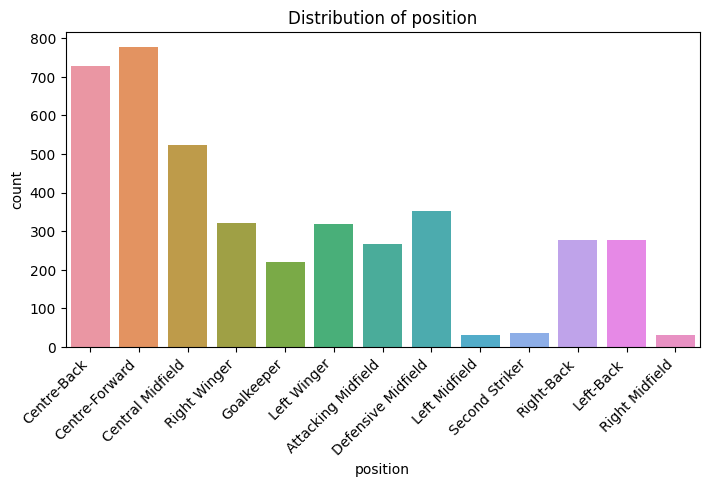 Distribution of position
count
800
700
600
500
400
300
200
100
0
Centre-Back
Centre-Forward
Central Midfield
Right Winger
Goalkeeper
Left Winger
Attacking Midfield
Defensive Midfield
Left Midfield
Second Striker
Right-Back
Left-Back
Right Midfield
position